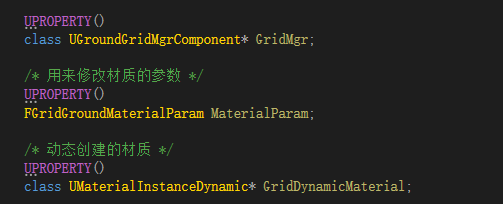 UPROPERTY()
class UGroundGridMgrComponent* GridMgr;
/* 用来修改材质的参数 */
UPROPERTY()
FGridGroundMaterialParam MaterialParam;
/* 动态创建的材质 */
UPROPERTY()
class UMaterialInstanceDynamic* GridDynamicMaterial;